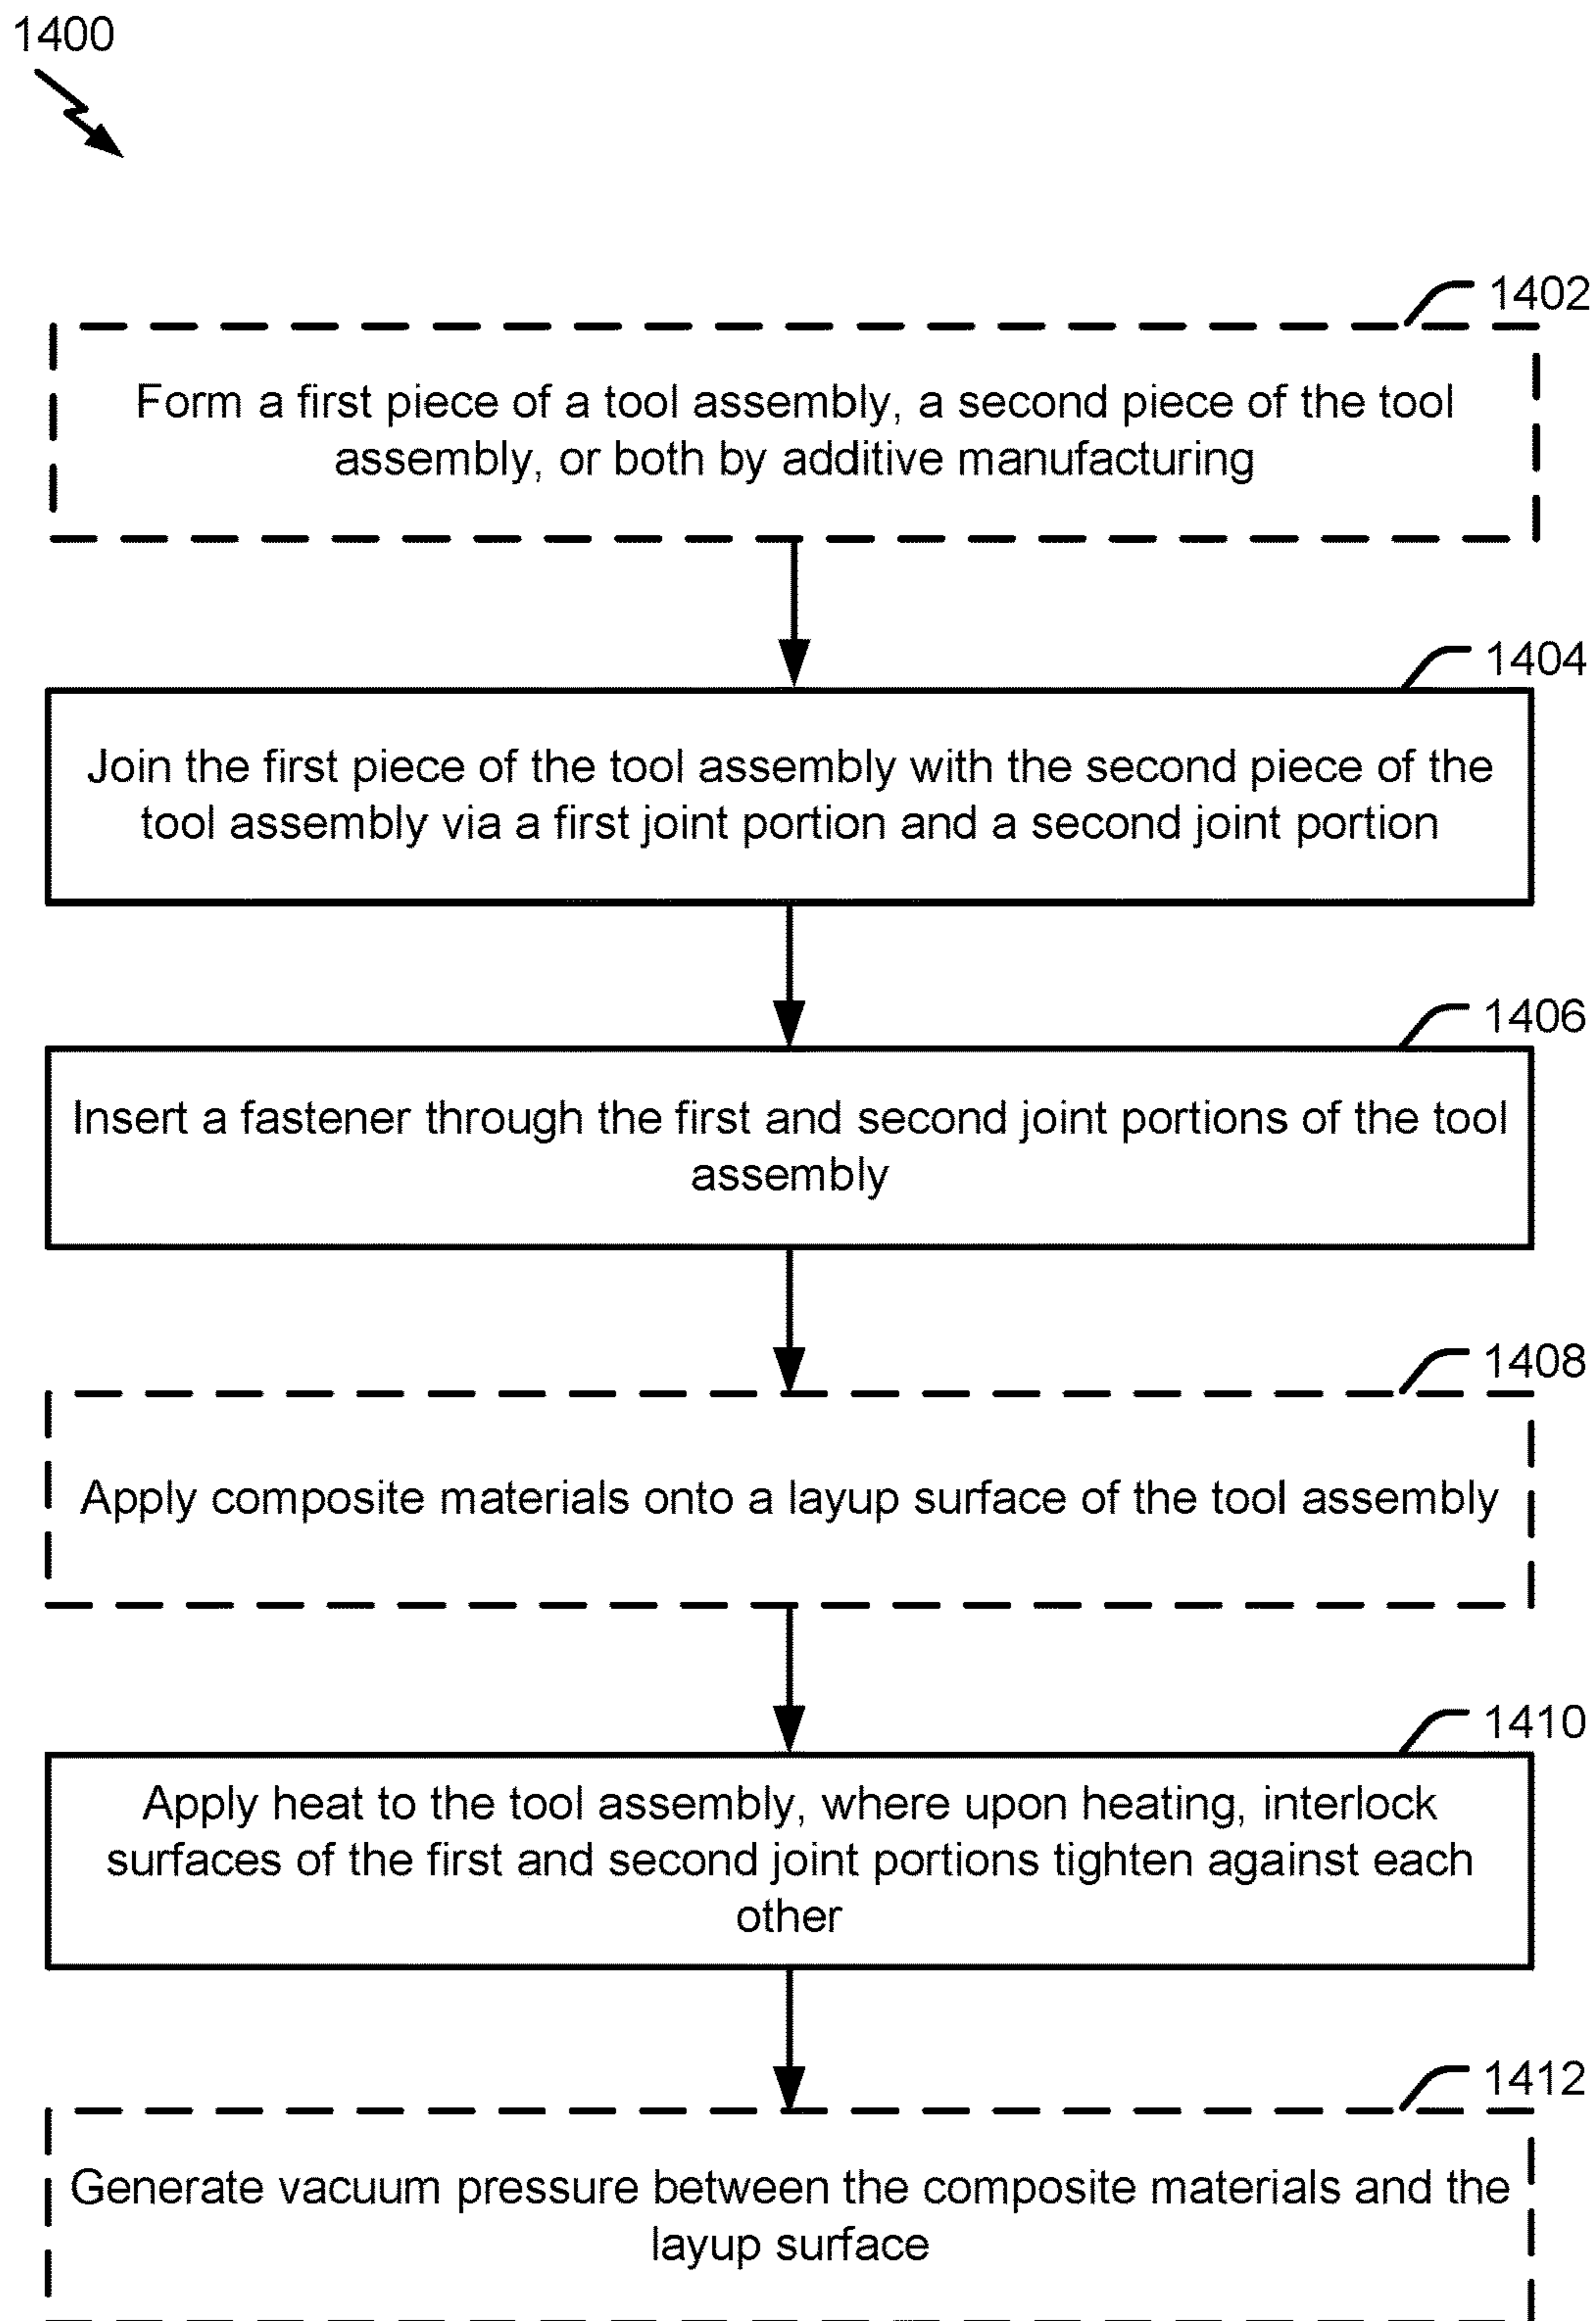 1400
1402
Form a first piece of a tool assembly, a second piece of the tool
assembly, or both by additive manufacturing
1404
Join the first piece of the tool assembly with the second piece of the
tool assembly via a first joint portion and a second joint portion
1406
Insert a fastener through the first and second joint portions of the tool
assembly
1408
Apply composite materials onto a layup surface of the tool assembly
1410
Apply heat to the tool assembly, where upon heating, interlock
surfaces of the first and second joint portions tighten against each
other
1412
Generate vacuum pressure between the composite materials and the
layup surface